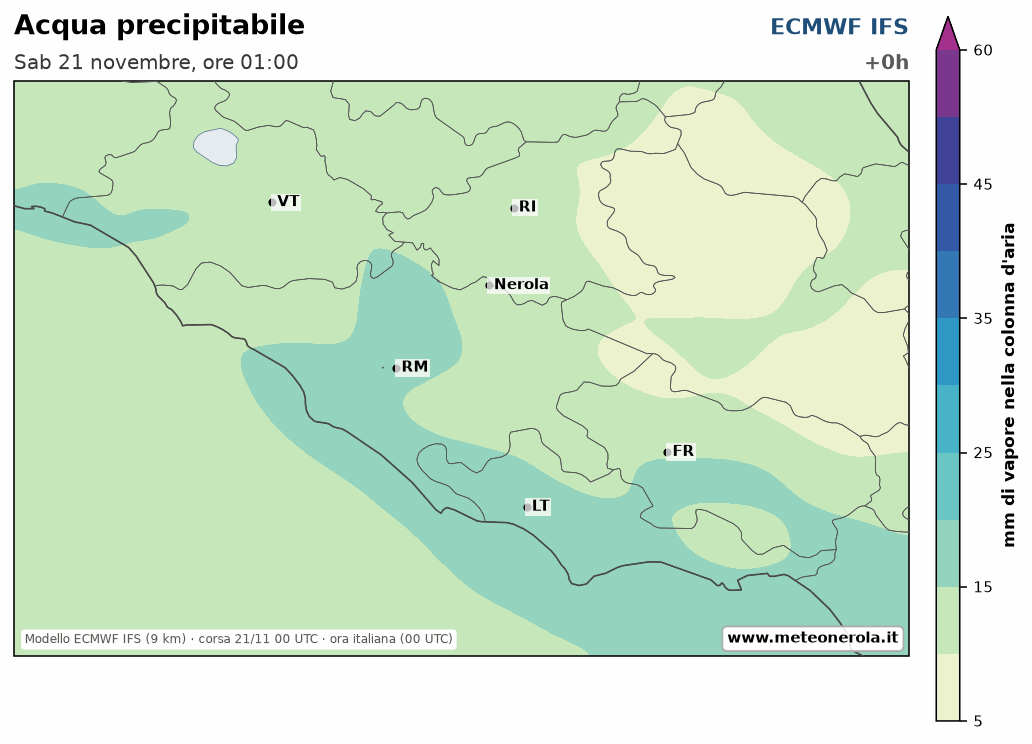 Acqua precipitabile
ECMWF IFS
Sab 21 novembre, ore 01:00
+0h
60
45
35
25
15
5
mm di vapore nella colonna d'aria
VT
RI
Nerola
RM
FR
LT
Modello ECMWF IFS (9 km) · corsa 21/11 00 UTC · ora italiana (00 UTC)
www.meteonerola.it